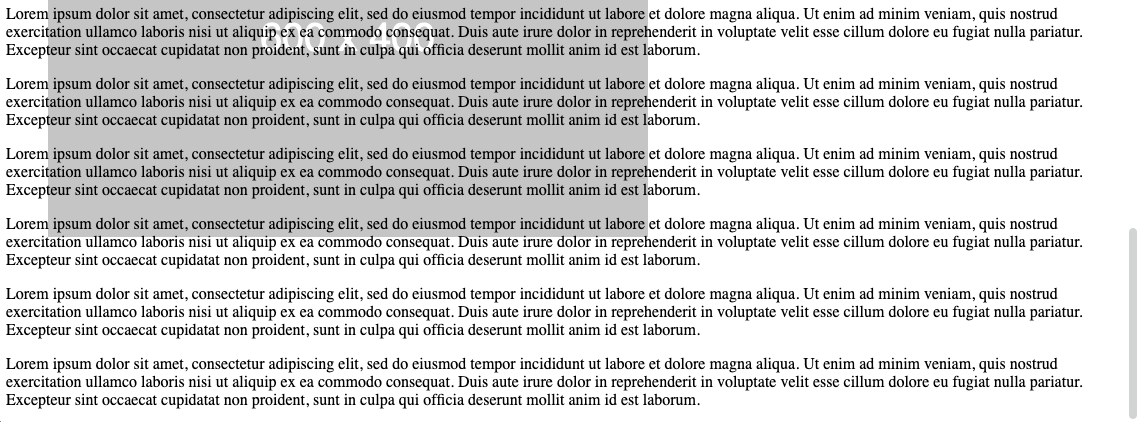 Lorem ipsum dolor sit amet, consectetur adipiscing elit, sed do eiusmod tempor incididunt ut labore et dolore magna aliqua. Ut enim ad minim veniam, quis nostrud
600 x 400
exercitation ullamco laboris nisi ut aliquip ex ea commodo consequat. Duis aute irure dolor in reprehenderit in voluptate velit esse cillum dolore eu fugiat nulla pariatur.
Excepteur sint occaecat cupidatat non proident, sunt in culpa qui officia deserunt mollit anim id est laborum.
Lorem ipsum dolor sit amet, consectetur adipiscing elit, sed do eiusmod tempor incididunt ut labore et dolore magna aliqua. Ut enim ad minim veniam, quis nostrud
exercitation ullamco laboris nisi ut aliquip ex ea commodo consequat. Duis aute irure dolor in reprehenderit in voluptate velit esse cillum dolore eu fugiat nulla pariatur.
Excepteur sint occaecat cupidatat non proident, sunt in culpa qui officia deserunt mollit anim id est laborum.
Lorem ipsum dolor sit amet, consectetur adipiscing elit, sed do eiusmod tempor incididunt ut labore et dolore magna aliqua. Ut enim ad minim veniam, quis nostrud
exercitation ullamco laboris nisi ut aliquip ex ea commodo consequat. Duis aute irure dolor in reprehenderit in voluptate velit esse cillum dolore eu fugiat nulla pariatur.
Excepteur sint occaecat cupidatat non proident, sunt in culpa qui officia deserunt mollit anim id est laborum.
Lorem ipsum dolor sit amet, consectetur adipiscing elit, sed do eiusmod tempor incididunt ut labore et dolore magna aliqua. Ut enim ad minim veniam, quis nostrud
exercitation ullamco laboris nisi ut aliquip ex ea commodo consequat. Duis aute irure dolor in reprehenderit in voluptate velit esse cillum dolore eu fugiat nulla pariatur.
Excepteur sint occaecat cupidatat non proident, sunt in culpa qui officia deserunt mollit anim id est laborum.
Lorem ipsum dolor sit amet, consectetur adipiscing elit, sed do eiusmod tempor incididunt ut labore et dolore magna aliqua. Ut enim ad minim veniam, quis nostrud
exercitation ullamco laboris nisi ut aliquip ex ea commodo consequat. Duis aute irure dolor in reprehenderit in voluptate velit esse cillum dolore eu fugiat nulla pariatur.
Excepteur sint occaecat cupidatat non proident, sunt in culpa qui officia deserunt mollit anim id est laborum.
Lorem ipsum dolor sit amet, consectetur adipiscing elit, sed do eiusmod tempor incididunt ut labore et dolore magna aliqua. Ut enim ad minim veniam, quis nostrud
exercitation ullamco laboris nisi ut aliquip ex ea commodo consequat. Duis aute irure dolor in reprehenderit in voluptate velit esse cillum dolore eu fugiat nulla pariatur.
Excepteur sint occaecat cupidatat non proident, sunt in culpa qui officia deserunt mollit anim id est laborum.